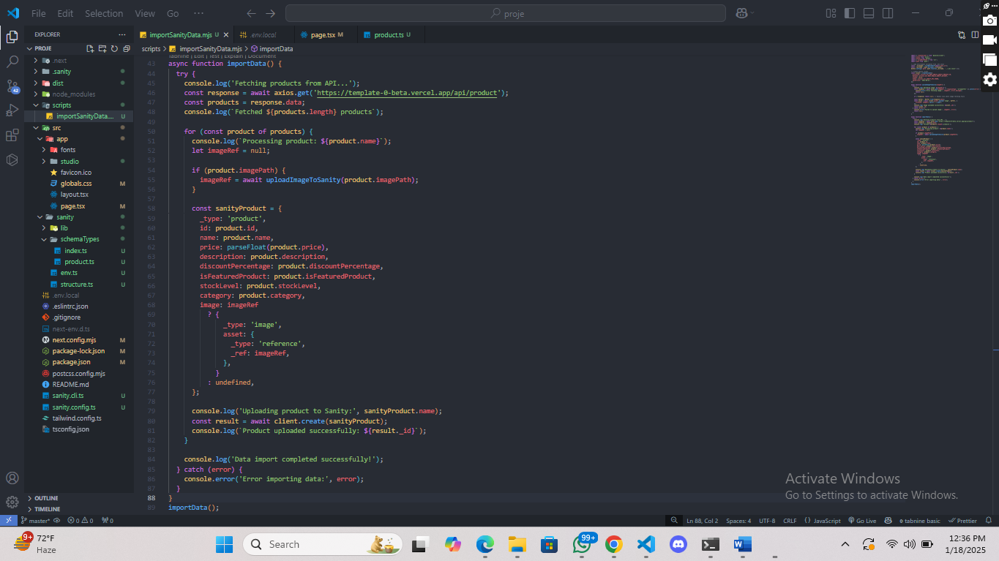 File Edit Selection View Go ··· proje
EXPLORER ···
importSanityData.mjs U
.env.local
page.tsx M
product.ts U
PROJE
scripts > importSanityData.mjs > importData
.next
.sanity
dist
node_modules
scripts
importSanityData.... U
src
app
fonts
studio
favicon.ico
globals.css M
layout.tsx
page.tsx M
sanity
lib
schemaTypes
index.ts U
product.ts U
env.ts U
structure.ts U
.env.local
.eslintrc.json
.gitignore
next-env.d.ts
next.config.mjs M
package-lock.json M
package.json M
postcss.config.mjs
README.md
sanity.cli.ts U
sanity.config.ts U
tailwind.config.ts
tsconfig.json
OUTLINE
TIMELINE
42
Tabnine | Edit | Test | Explain | Document
43 async function importData() {
44 try {
45 console.log('Fetching products from API...');
46 const response = await axios.get('https://template-0-beta.vercel.app/api/product');
47 const products = response.data;
48 console.log(`Fetched ${products.length} products`);
49
50 for (const product of products) {
51 console.log(`Processing product: ${product.name}`);
52 let imageRef = null;
53
54 if (product.imagePath) {
55 imageRef = await uploadImageToSanity(product.imagePath);
56 }
57
58 const sanityProduct = {
59 _type: 'product',
60 id: product.id,
61 name: product.name,
62 price: parseFloat(product.price),
63 description: product.description,
64 discountPercentage: product.discountPercentage,
65 isFeaturedProduct: product.isFeaturedProduct,
66 stockLevel: product.stockLevel,
67 category: product.category,
68 image: imageRef
69 ? {
70 _type: 'image',
71 asset: {
72 _type: 'reference',
73 _ref: imageRef,
74 },
75 }
76 : undefined,
77 };
78
79 console.log('Uploading product to Sanity:', sanityProduct.name);
80 const result = await client.create(sanityProduct);
81 console.log(`Product uploaded successfully: ${result._id}`);
82 }
83
84 console.log('Data import completed successfully!');
85 } catch (error) {
86 console.error('Error importing data:', error);
87 }
88 }
89 importData();
Activate Windows
Go to Settings to activate Windows.
master* 0 0 0 Ln 88, Col 2 Spaces: 4 UTF-8 CRLF {} JavaScript Go Live tabnine basic Prettier
9+ 72°F
Haze
Search
99+
12:36 PM
1/18/2025